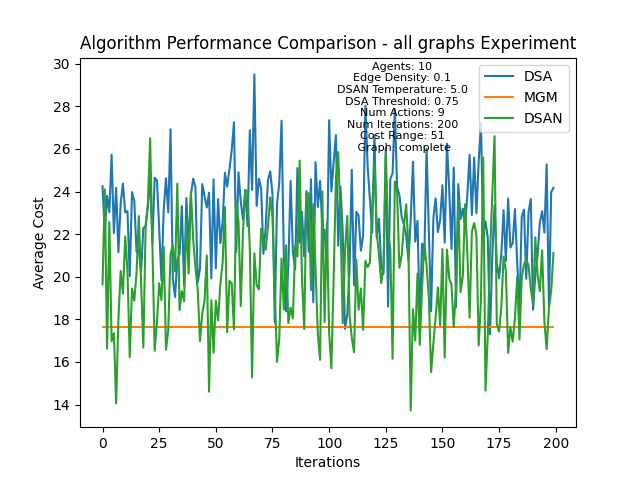 Algorithm Performance Comparison - all graphs Experiment
Agents: 10
Edge Density: 0.1
DSAN Temperature: 5.0
DSA Threshold: 0.75
Num Actions: 9
Num Iterations: 200
Cost Range: 51
Graph: complete
DSA
MGM
DSAN
Average Cost
30
28
26
24
22
20
18
16
14
0 25 50 75 100 125 150 175 200
Iterations